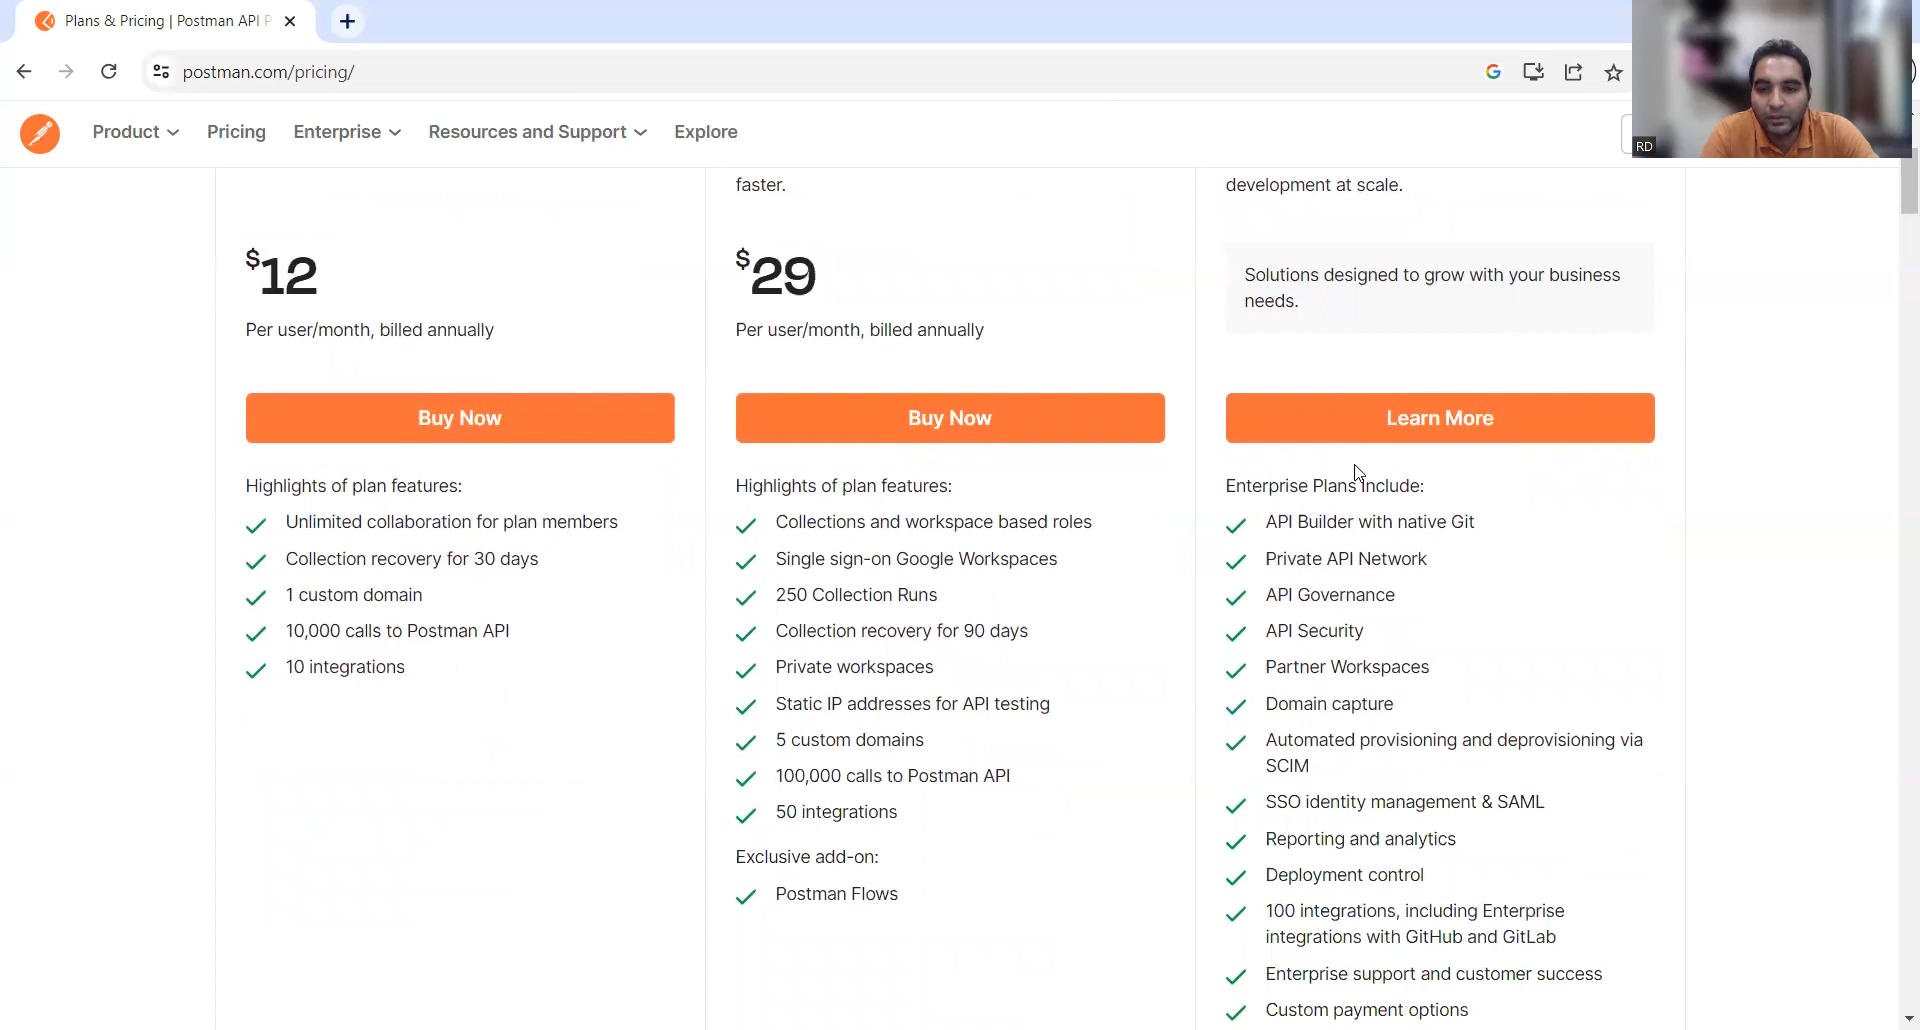 Plans & Pricing | Postman API P
postman.com/pricing/
Product
Pricing
Enterprise
Resources and Support
Explore
RD
faster.
development at scale.
$12
Per user/month, billed annually
Buy Now
Highlights of plan features:
Unlimited collaboration for plan members
Collection recovery for 30 days
1 custom domain
10,000 calls to Postman API
10 integrations
$29
Per user/month, billed annually
Buy Now
Highlights of plan features:
Collections and workspace based roles
Single sign-on Google Workspaces
250 Collection Runs
Collection recovery for 90 days
Private workspaces
Static IP addresses for API testing
5 custom domains
100,000 calls to Postman API
50 integrations
Exclusive add-on:
Postman Flows
Solutions designed to grow with your business
needs.
Learn More
Enterprise Plans include:
API Builder with native Git
Private API Network
API Governance
API Security
Partner Workspaces
Domain capture
Automated provisioning and deprovisioning via
SCIM
SSO identity management & SAML
Reporting and analytics
Deployment control
100 integrations, including Enterprise
integrations with GitHub and GitLab
Enterprise support and customer success
Custom payment options